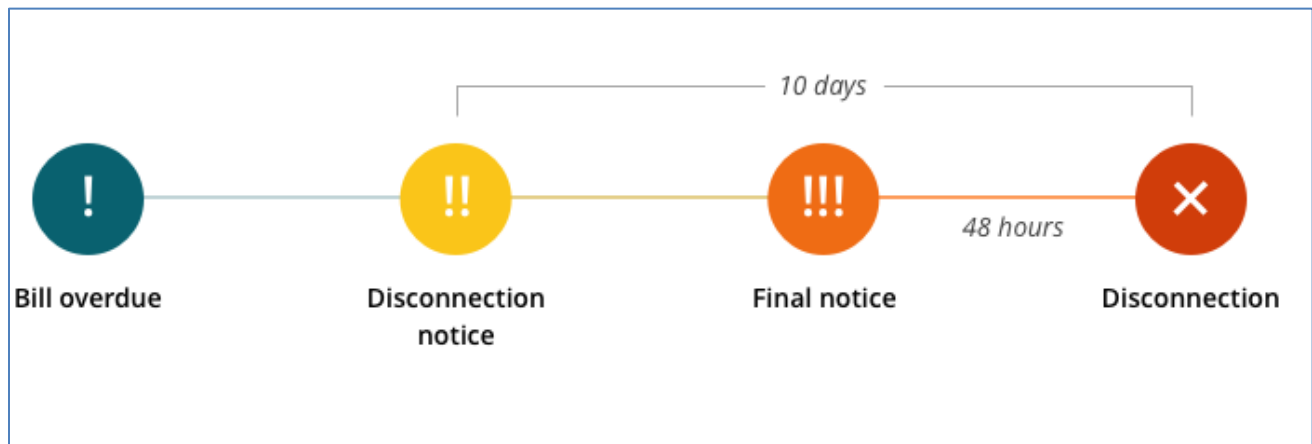 10 days
!
!!
!!!
×
48 hours
Bill overdue
Disconnection
notice
Final notice
Disconnection